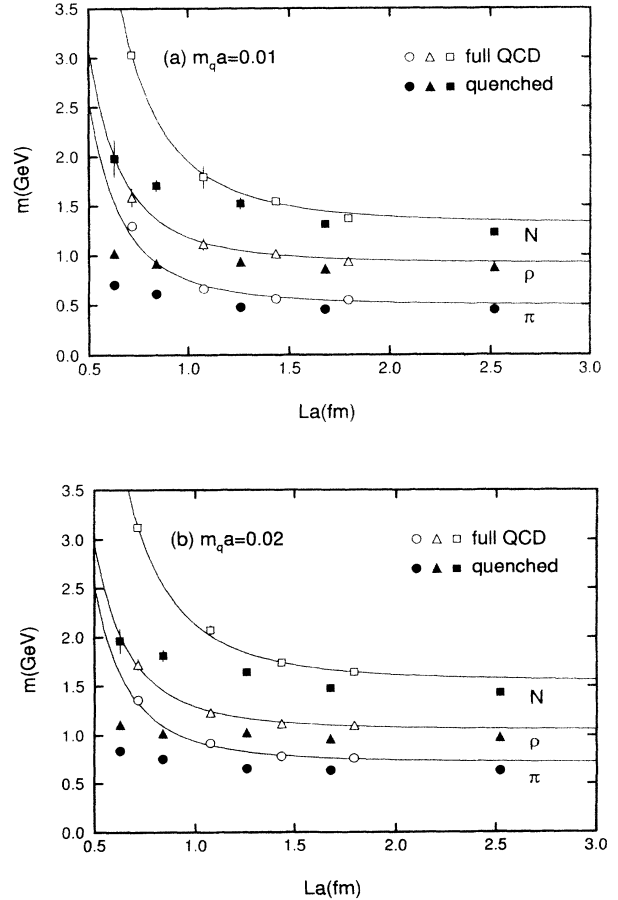 3.5
(a) m_q a=0.01
○ △ □ full QCD
● ▲ ■ quenched
3.0
2.5
2.0
m(GeV)
1.5
N
1.0
ρ
0.5
π
0.0
0.5 1.0 1.5 2.0 2.5 3.0
La(fm)
3.5
(b) m_q a=0.02
○ △ □ full QCD
● ▲ ■ quenched
3.0
2.5
2.0
m(GeV)
1.5
N
1.0
ρ
0.5
π
0.0
0.5 1.0 1.5 2.0 2.5 3.0
La(fm)